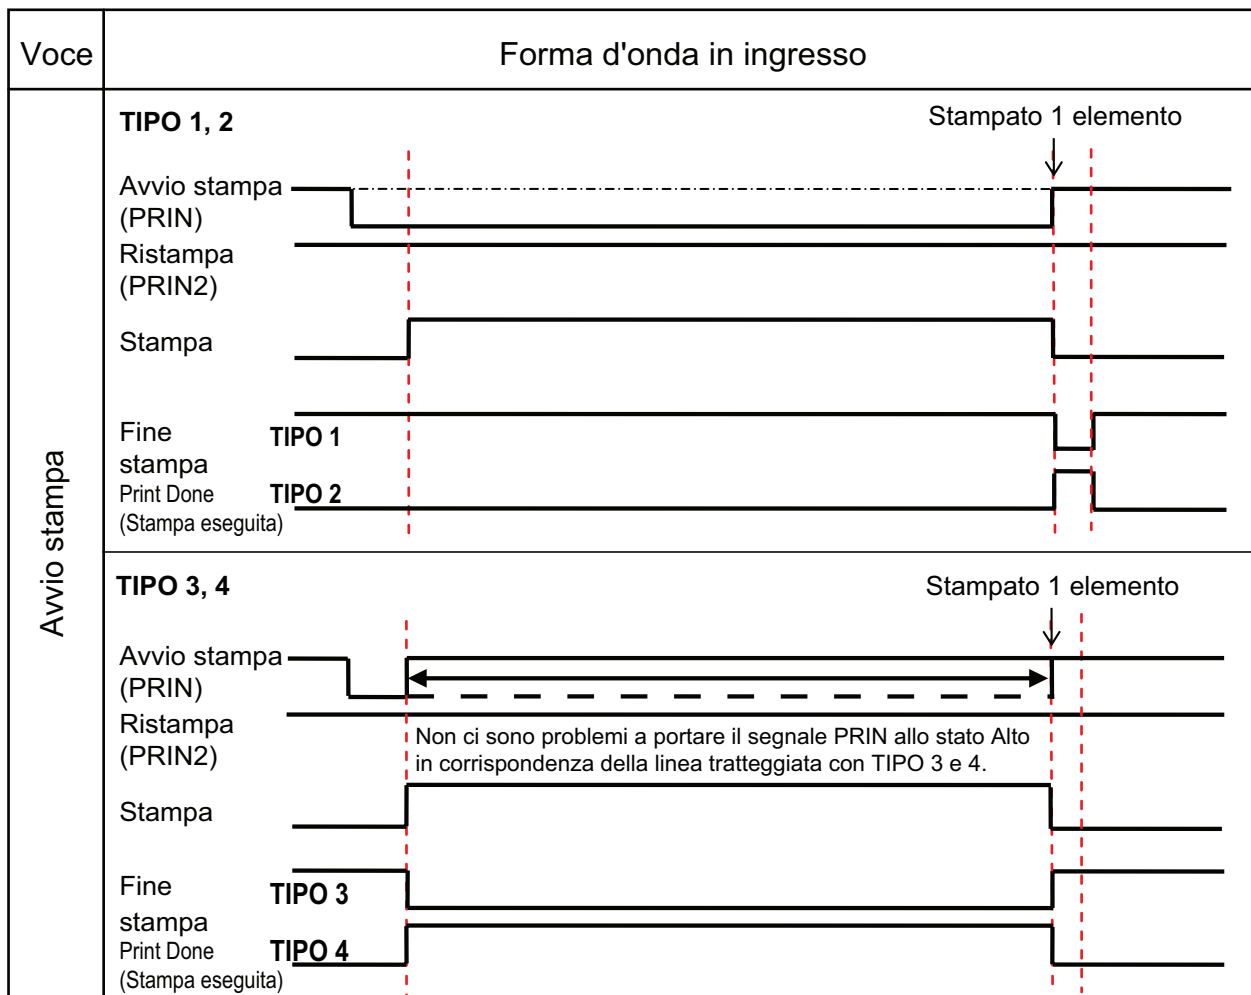 Voce
Forma d'onda in ingresso
Avvio stampa
TIPO 1, 2
Stampato 1 elemento
Avvio stampa
(PRIN)
Ristampa
(PRIN2)
Stampa
Fine
stampa
Print Done
(Stampa eseguita)
TIPO 1
TIPO 2
TIPO 3, 4
Stampato 1 elemento
Avvio stampa
(PRIN)
Ristampa
(PRIN2)
Non ci sono problemi a portare il segnale PRIN allo stato Alto
in corrispondenza della linea tratteggiata con TIPO 3 e 4.
Stampa
Fine
stampa
Print Done
(Stampa eseguita)
TIPO 3
TIPO 4